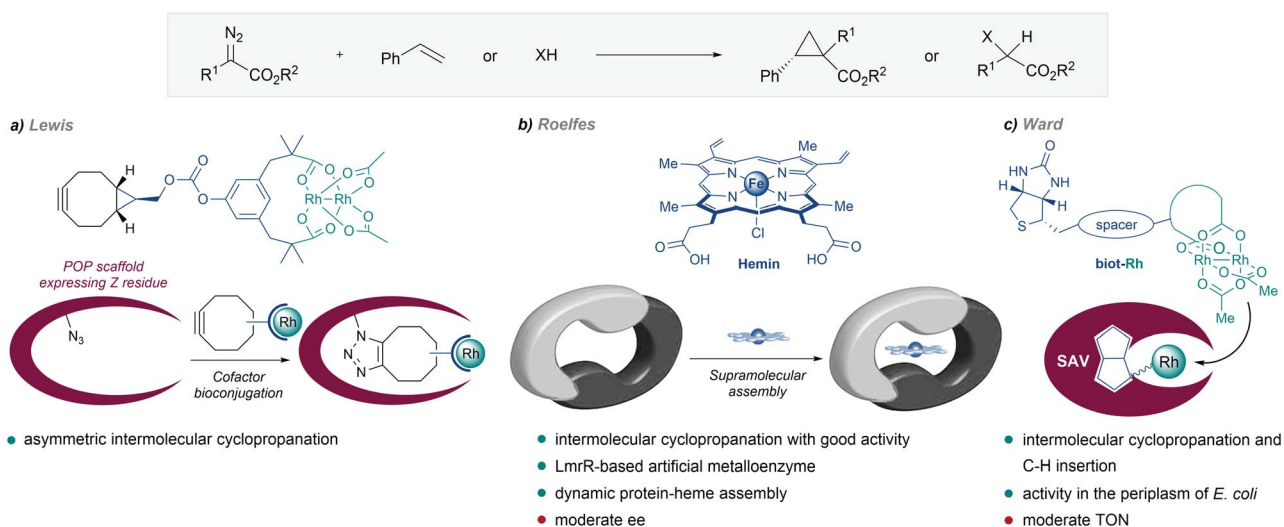 N2
R1
CO2R2
+
Ph
or
XH
R1
Ph
CO2R2
or
X
H
R1
CO2R2
a) Lewis
b) Roelfes
c) Ward
H
H
O
O
O
O
O
O
O
Rh
Rh
O
O
O
O
Me
Me
N
N
N
N
Fe
Me
Me
Cl
O
OH
O
HO
Hemin
O
HN
NH
H
H
S
spacer
biot-Rh
O
O
O
O
O
O
O
Rh
Rh
Me
Me
POP scaffold
expressing Z residue
N3
Rh
Cofactor
bioconjugation
N
N
N
Rh
Supramolecular
assembly
SAV
Rh
• asymmetric intermolecular cyclopropanation
• intermolecular cyclopropanation with good activity
• LmrR-based artificial metalloenzyme
• dynamic protein-heme assembly
• moderate ee
• intermolecular cyclopropanation and
C-H insertion
• activity in the periplasm of E. coli
• moderate TON